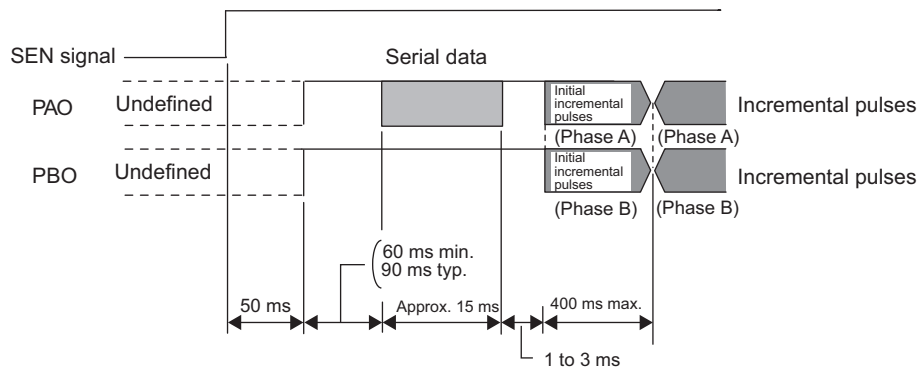 SEN signal
Serial data
PAO
Undefined
Initial
incremental
pulses
Incremental pulses
(Phase A)
(Phase A)
PBO
Undefined
Initial
incremental
pulses
Incremental pulses
(Phase B)
(Phase B)
60 ms min.
90 ms typ.
50 ms
Approx. 15 ms
400 ms max.
1 to 3 ms